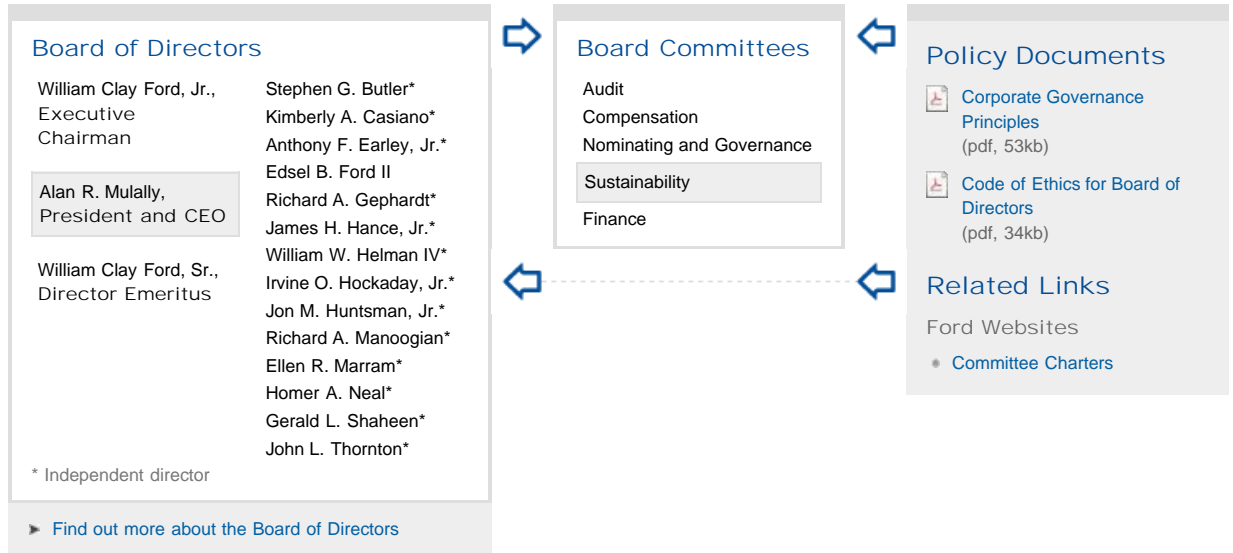 Board of Directors
William Clay Ford, Jr.,
Executive
Chairman
Alan R. Mulally,
President and CEO
William Clay Ford, Sr.,
Director Emeritus
Stephen G. Butler*
Kimberly A. Casiano*
Anthony F. Earley, Jr.*
Edsel B. Ford II
Richard A. Gephardt*
James H. Hance, Jr.*
William W. Helman IV*
Irvine O. Hockaday, Jr.*
Jon M. Huntsman, Jr.*
Richard A. Manoogian*
Ellen R. Marram*
Homer A. Neal*
Gerald L. Shaheen*
John L. Thornton*
* Independent director
Find out more about the Board of Directors
Board Committees
Audit
Compensation
Nominating and Governance
Sustainability
Finance
Policy Documents
Corporate Governance
Principles
(pdf, 53kb)
Code of Ethics for Board of
Directors
(pdf, 34kb)
Related Links
Ford Websites
Committee Charters